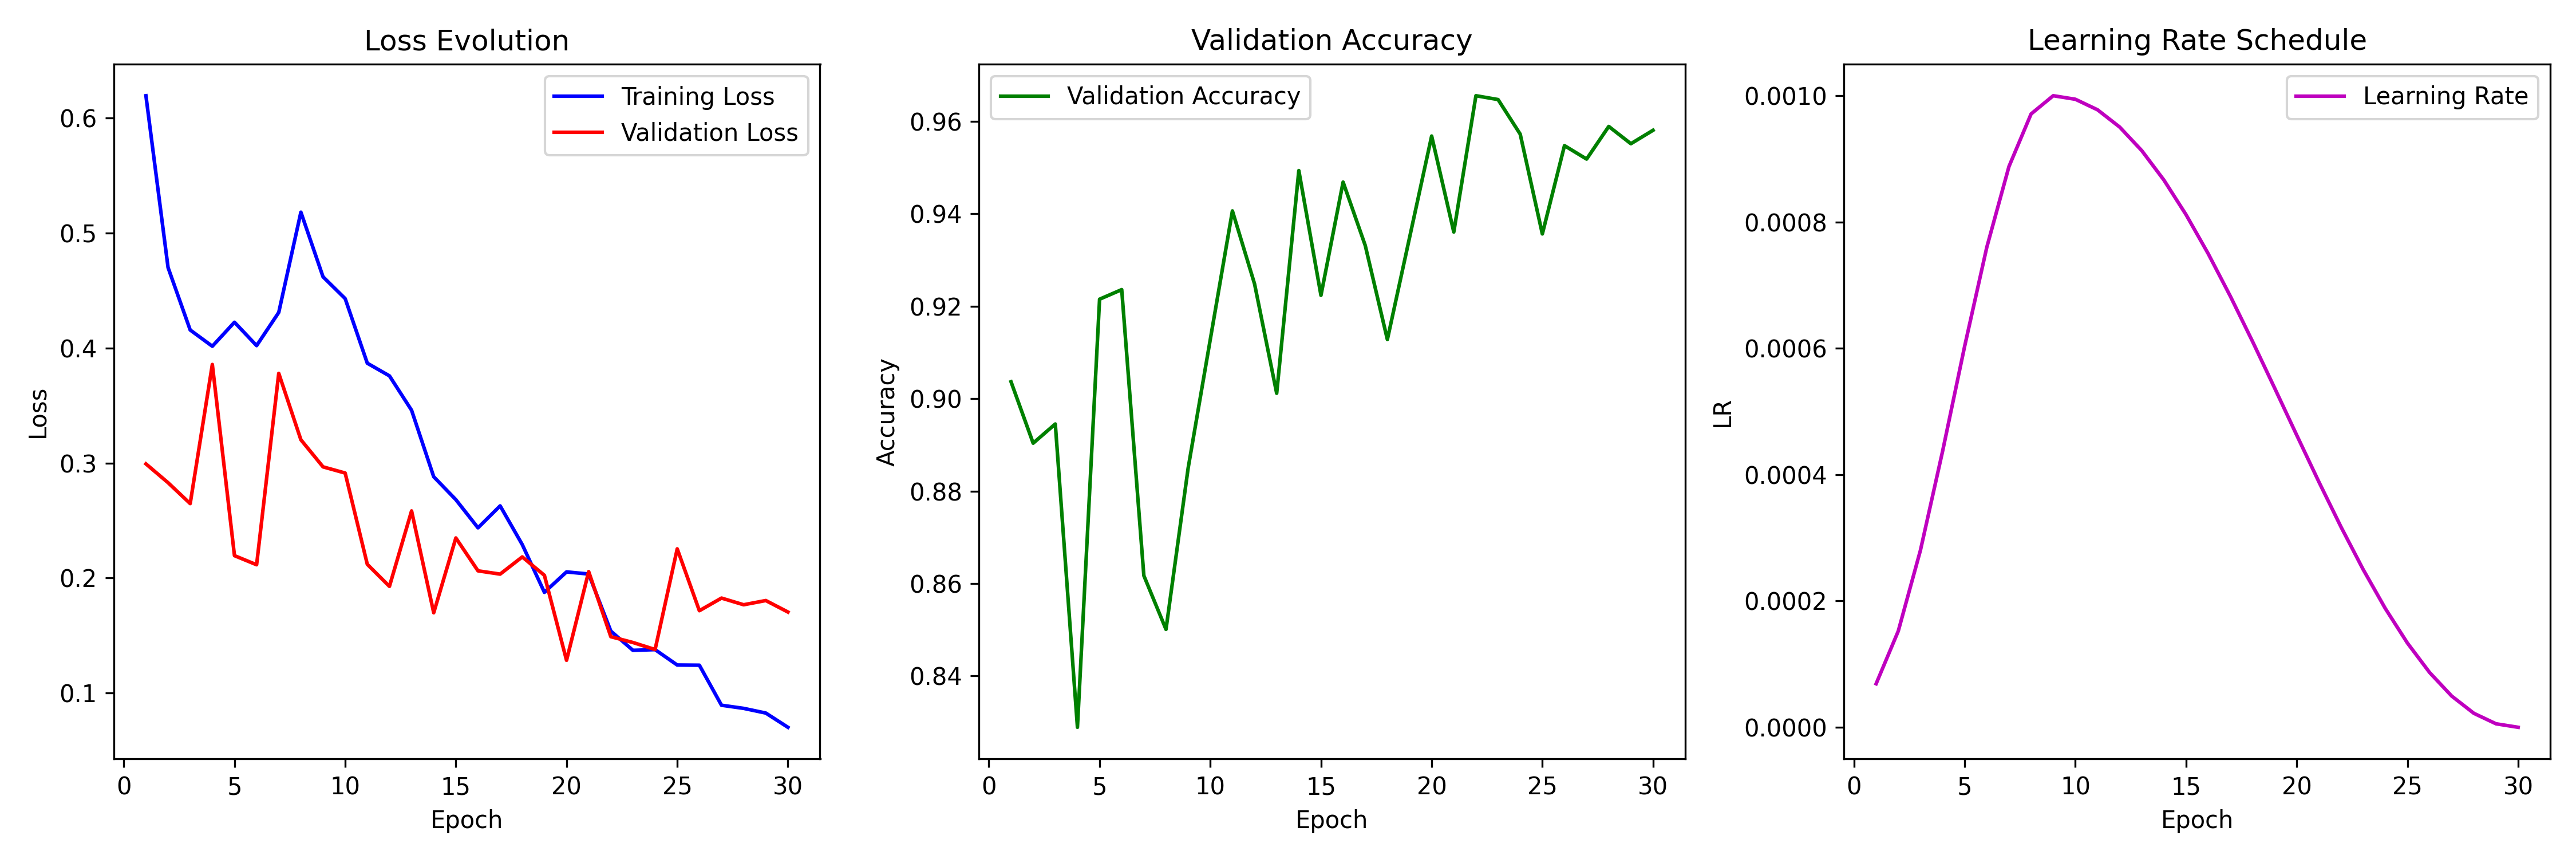 Loss Evolution
Training Loss
Validation Loss
0.6
0.5
0.4
0.3
0.2
0.1
Loss
0 5 10 15 20 25 30
Epoch
Validation Accuracy
Validation Accuracy
0.96
0.94
0.92
0.90
0.88
0.86
0.84
Accuracy
0 5 10 15 20 25 30
Epoch
Learning Rate Schedule
Learning Rate
0.0010
0.0008
0.0006
0.0004
0.0002
0.0000
LR
0 5 10 15 20 25 30
Epoch